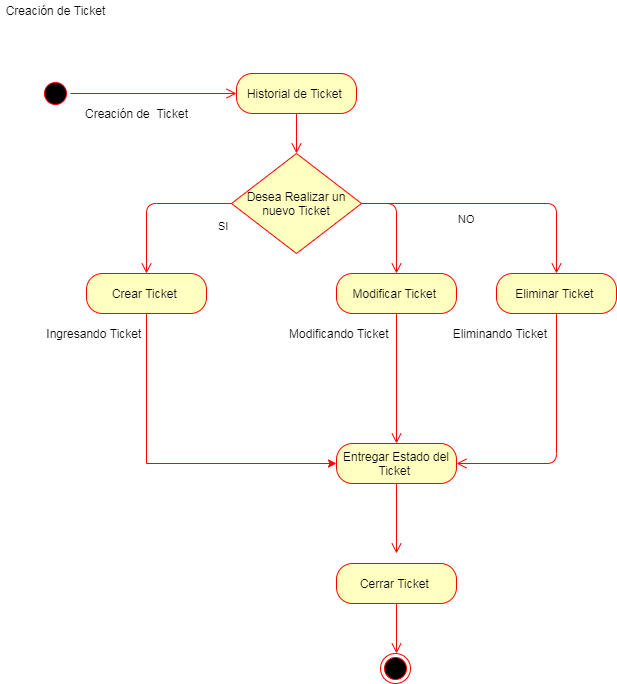 Creación de Ticket
Historial de Ticket
Creación de  Ticket
Desea Realizar un
nuevo Ticket
SI
NO
Crear Ticket
Modificar Ticket
Eliminar Ticket
Ingresando Ticket
Modificando Ticket
Eliminando Ticket
Entregar Estado del
Ticket
Cerrar Ticket